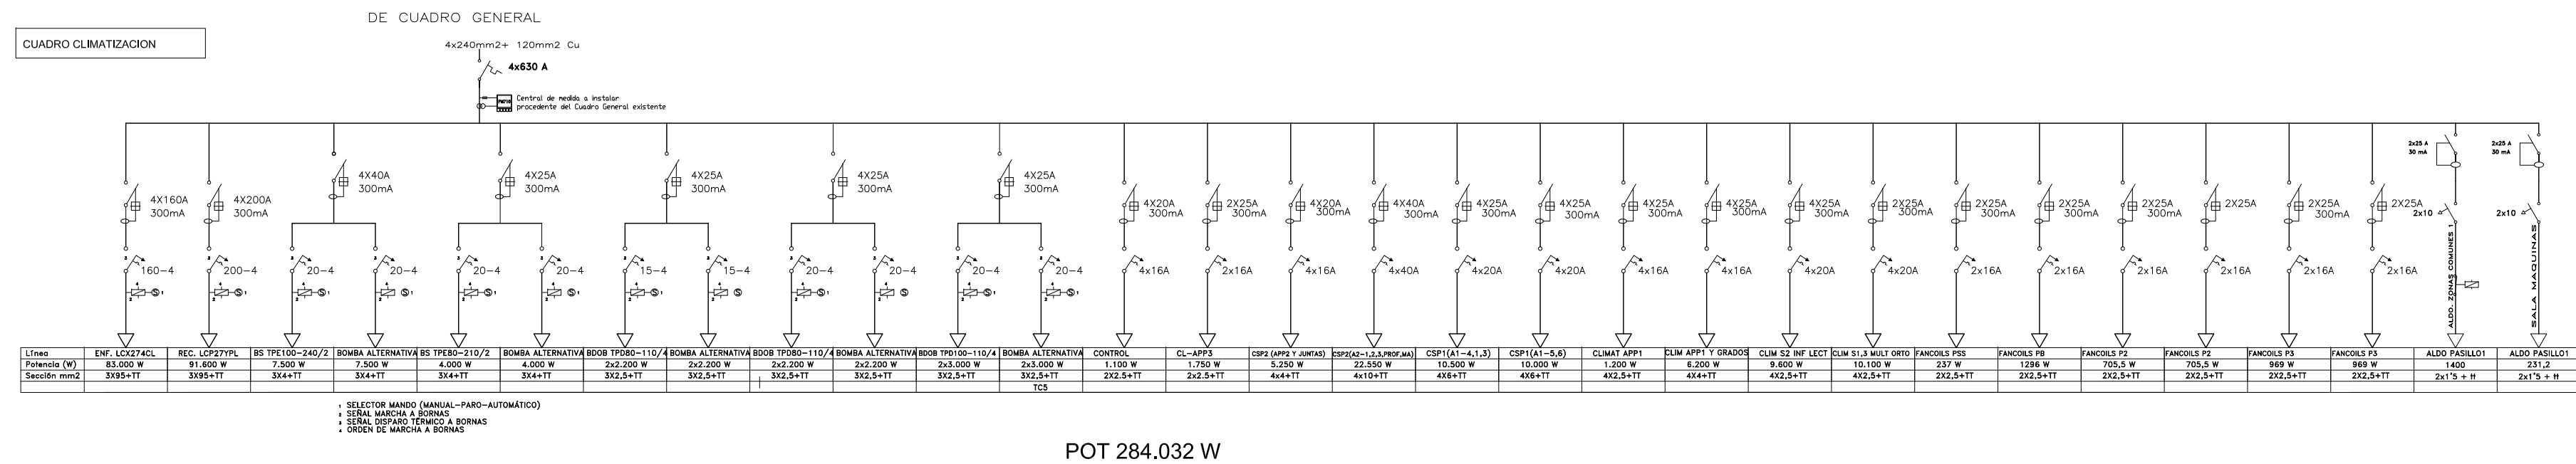 DE CUADRO GENERAL
CUADRO CLIMATIZACION
4x240mm2+ 120mm2 Cu
4x630 A
Central de medida a instalar
procedente del Cuadro General existente
4X160A
300mA
4X200A
300mA
4X40A
300mA
4X25A
300mA
4X25A
300mA
4X25A
300mA
4X25A
300mA
4X20A
300mA
2X25A
300mA
4X20A
300mA
4X40A
300mA
4X25A
300mA
4X25A
300mA
4X25A
300mA
4X25A
300mA
4X25A
300mA
2X25A
300mA
2X25A
300mA
2X25A
300mA
2X25A
300mA
2X25A
2X25A
300mA
2X25A
300mA
2x25 A
30 mA
2x25 A
30 mA
2x10
2x10
160-4
200-4
20-4
20-4
20-4
20-4
15-4
15-4
20-4
20-4
20-4
20-4
4x16A
2x16A
4x16A
4x40A
4x20A
4x20A
4x16A
4x16A
4x20A
4x20A
2x16A
2x16A
2x16A
2x16A
2x16A
2x16A
ALDO. ZONAS COMUNES 1
SALA MAQUINAS
Línea ENF. LCX274CL REC. LCP27YPL BS TPE100-240/2 BOMBA ALTERNATIVA BS TPE80-210/2 BOMBA ALTERNATIVA BDOB TPD80-110/4 BOMBA ALTERNATIVA BDOB TPD80-110/4 BOMBA ALTERNATIVA BDOB TPD100-110/4 BOMBA ALTERNATIVA CONTROL CL-APP3 CSP2 (APP2 Y JUNTAS) CSP2(A2-1,2,3,PROF,MA) CSP1(A1-4,1,3) CSP1(A1-5,6) CLIMAT APP1 CLIM APP1 Y GRADOS CLIM S2 INF LECT CLIM S1,3 MULT ORTO FANCOILS PSS FANCOILS PB FANCOILS P2 FANCOILS P2 FANCOILS P3 FANCOILS P3 ALDO PASILLO1 ALDO PASILLO1
Potencia (W) 83.000 W 91.600 W 7.500 W 7.500 W 4.000 W 4.000 W 2x2.200 W 2x2.200 W 2x2.200 W 2x2.200 W 2x3.000 W 2x3.000 W 1.100 W 1.750 W 5.250 W 22.550 W 10.500 W 10.000 W 1.200 W 6.200 W 9.600 W 10.100 W 237 W 1296 W 705,5 W 705,5 W 969 W 969 W 1400 231,2
Sección mm2 3X95+TT 3X95+TT 3X4+TT 3X4+TT 3X4+TT 3X4+TT 3X2,5+TT 3X2,5+TT 3X2,5+TT 3X2,5+TT 3X2,5+TT 3X2,5+TT 2X2.5+TT 2x2.5+TT 4x4+TT 4x10+TT 4X6+TT 4X6+TT 4X2,5+TT 4X4+TT 4X2,5+TT 4X2,5+TT 2X2,5+TT 2X2,5+TT 2X2,5+TT 2X2,5+TT 2X2,5+TT 2X2,5+TT 2x1'5 + tt 2x1'5 + tt
TC5
1 SELECTOR MANDO (MANUAL-PARO-AUTOMÁTICO)
2 SEÑAL MARCHA A BORNAS
3 SEÑAL DISPARO TÉRMICO A BORNAS
4 ORDEN DE MARCHA A BORNAS
POT 284.032 W